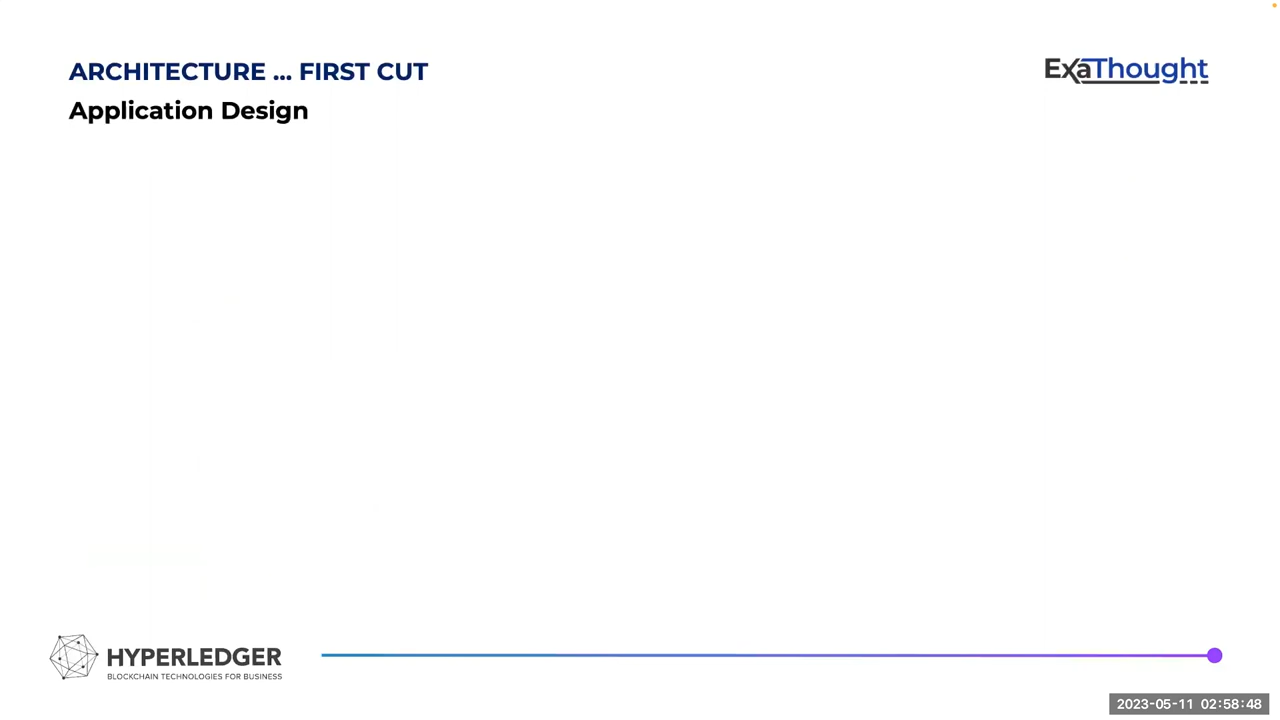 ARCHITECTURE ... FIRST CUT
ExaThought
Application Design
HYPERLEDGER
BLOCKCHAIN TECHNOLOGIES FOR BUSINESS
2023-05-11 02:58:48